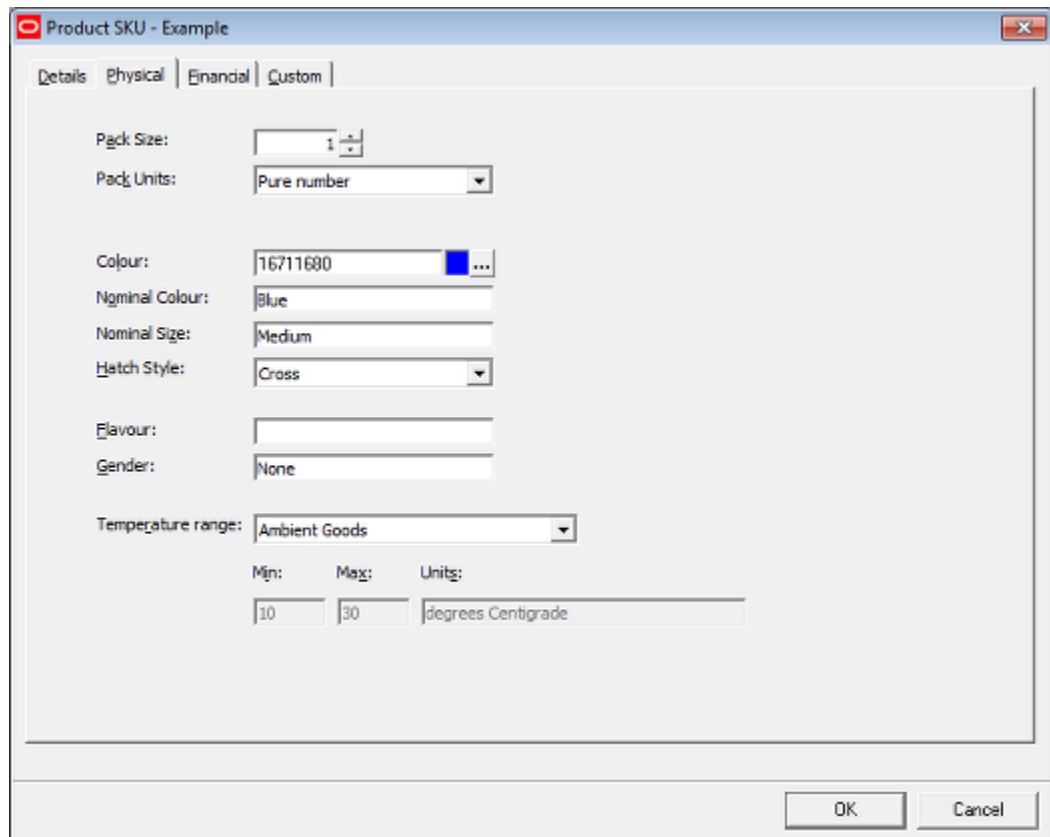 Product SKU - Example
Details Physical Financial Custom
Pack Size: 1
Pack Units: Pure number
Colour: 16711680 ...
Nominal Colour: Blue
Nominal Size: Medium
Hatch Style: Cross
Flavour:
Gender: None
Temperature range: Ambient Goods
Min: Max: Units:
10 30 degrees Centigrade
OK Cancel